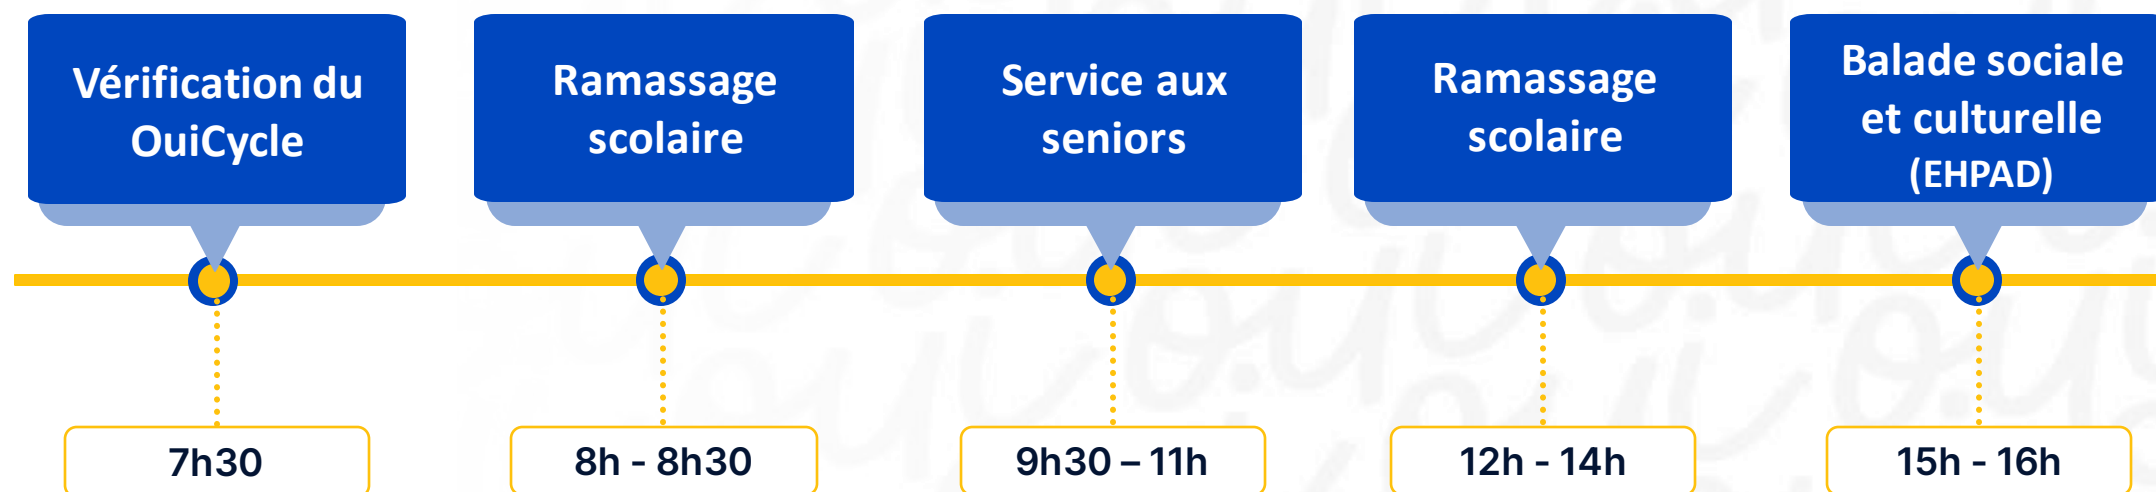 Vérification du
OuiCycle
Ramassage
scolaire
Service aux
seniors
Ramassage
scolaire
Balade sociale
et culturelle
(EHPAD)
7h30
8h - 8h30
9h30 – 11h
12h - 14h
15h - 16h